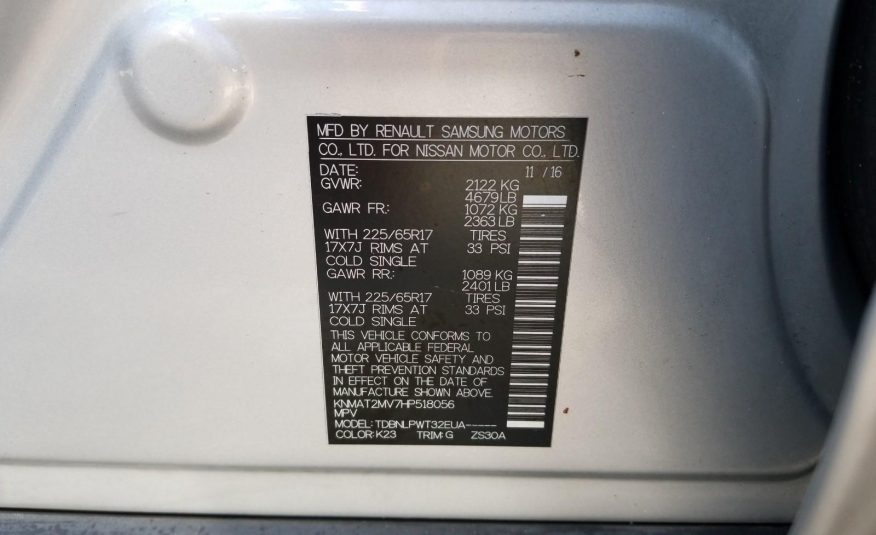 MFD BY RENAULT SAMSUNG MOTORS
CO., LTD. FOR NISSAN MOTOR CO., LTD.
DATE: 11 / 16
GVWR: 2122 KG
4679 LB
GAWR FR: 1072 KG
2363 LB
WITH 225/65R17 TIRES
17X7J RIMS AT 33 PSI
COLD SINGLE
GAWR RR: 1089 KG
2401 LB
WITH 225/65R17 TIRES
17X7J RIMS AT 33 PSI
COLD SINGLE
THIS VEHICLE CONFORMS TO
ALL APPLICABLE FEDERAL
MOTOR VEHICLE SAFETY AND
THEFT PREVENTION STANDARDS
IN EFFECT ON THE DATE OF
MANUFACTURE SHOWN ABOVE.
KNMAT2MV7HP518056
MPV
MODEL: TDBNLPWT32EUA-----
COLOR: K23 TRIM: G ZS30A